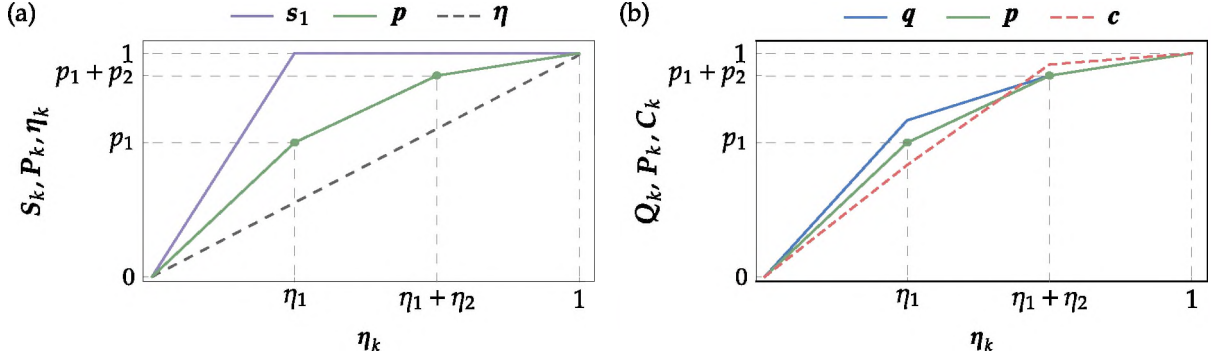 (a)
s₁ p η
1
p₁ + p₂
p₁
0
Sₖ, Pₖ, ηₖ
η₁ η₁ + η₂ 1
ηₖ
(b)
q p c
1
p₁ + p₂
p₁
0
Qₖ, Pₖ, Cₖ
η₁ η₁ + η₂ 1
ηₖ